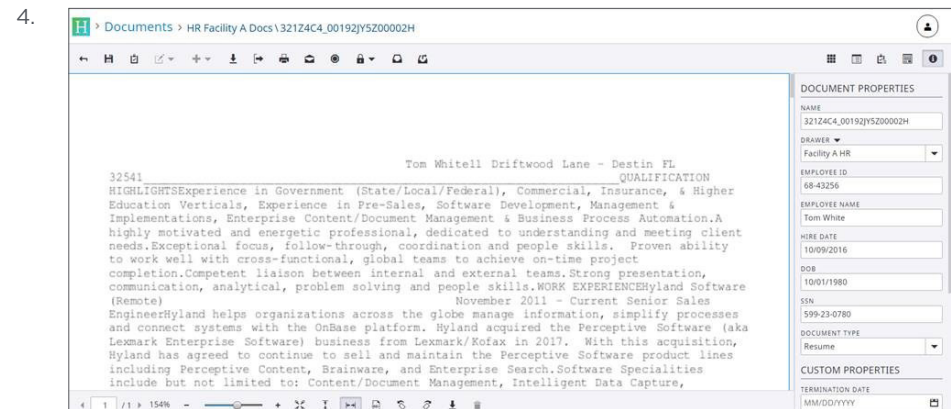 4.
H > Documents > HR Facility A Docs \ 321Z4C4_00192JY5Z00002H
DOCUMENT PROPERTIES
NAME
321Z4C4_00192JY5Z00002H
DRAWER
Facility A HR
EMPLOYEE ID
68-43256
EMPLOYEE NAME
Tom White
HIRE DATE
10/09/2016
DOB
10/01/1980
SSN
599-23-0780
DOCUMENT TYPE
Resume
CUSTOM PROPERTIES
TERMINATION DATE
MM/DD/YYYY
Tom Whitell Driftwood Lane - Destin FL
32541 QUALIFICATION
HIGHLIGHTSExperience in Government (State/Local/Federal), Commercial, Insurance, & Higher
Education Verticals, Experience in Pre-Sales, Software Development, Management &
Implementations, Enterprise Content/Document Management & Business Process Automation.A
highly motivated and energetic professional, dedicated to understanding and meeting client
needs.Exceptional focus, follow-through, coordination and people skills. Proven ability
to work well with cross-functional, global teams to achieve on-time project
completion.Competent liaison between internal and external teams.Strong presentation,
communication, analytical, problem solving and people skills.WORK EXPERIENCEHyland Software
(Remote) November 2011 - Current Senior Sales
EngineerHyland helps organizations across the globe manage information, simplify processes
and connect systems with the OnBase platform. Hyland acquired the Perceptive Software (aka
Lexmark Enterprise Software) business from Lexmark/Kofax in 2017. With this acquisition,
Hyland has agreed to continue to sell and maintain the Perceptive Software product lines
including Perceptive Content, Brainware, and Enterprise Search.Software Specialities
include but not limited to: Content/Document Management, Intelligent Data Capture,
1 / 1 154%